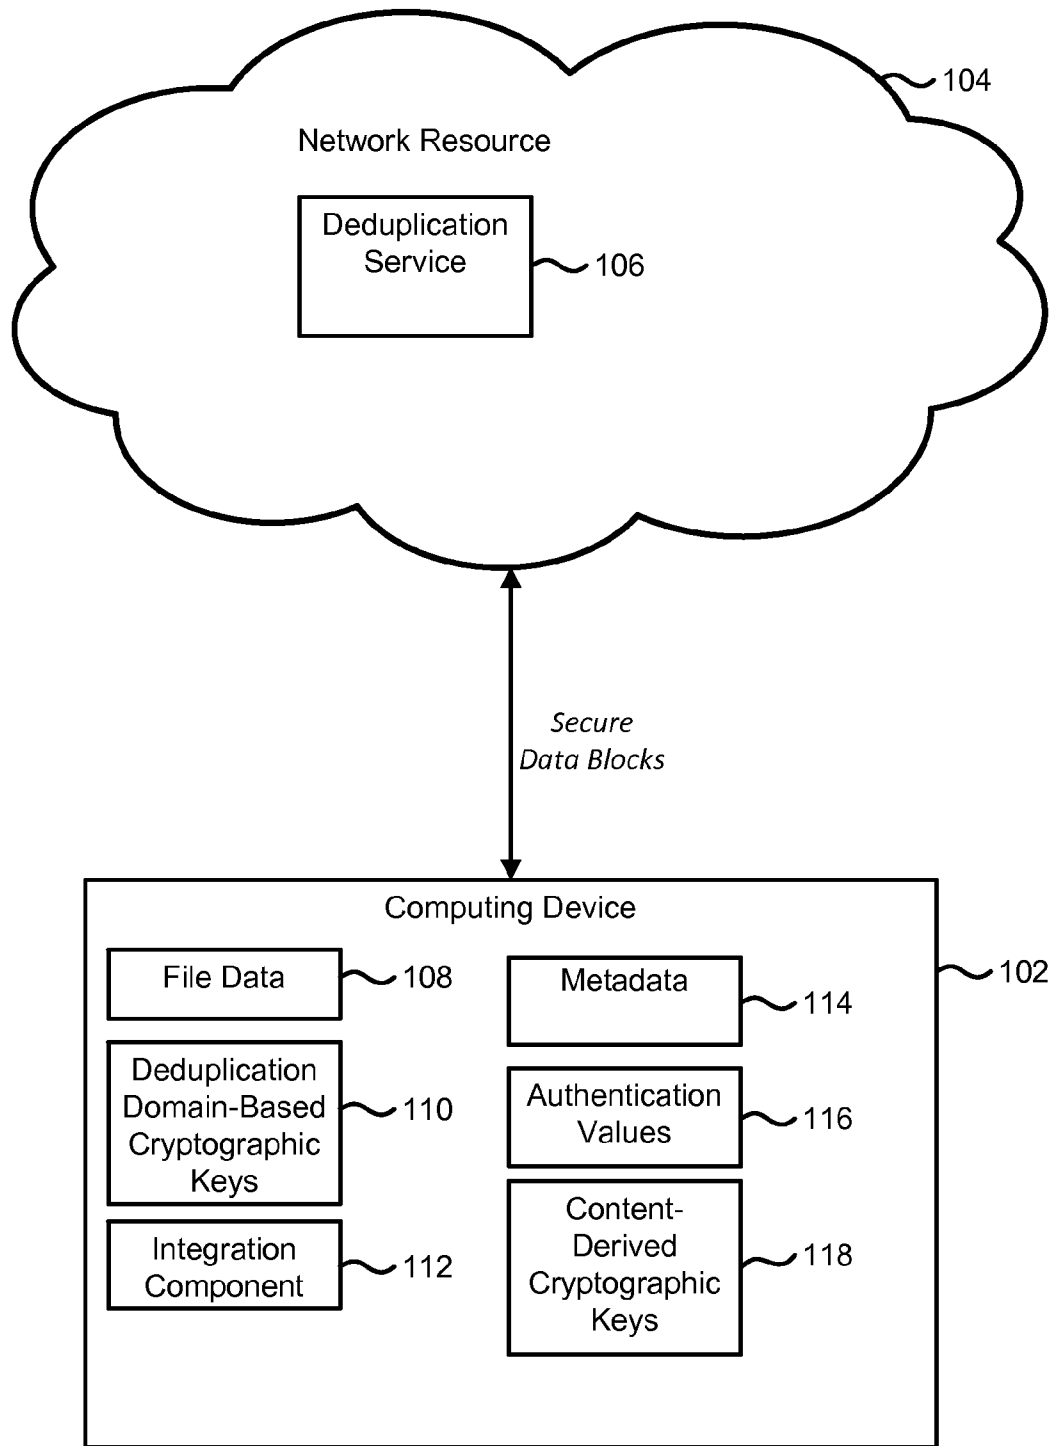 104
Network Resource
Deduplication
Service
106
Secure
Data Blocks
Computing Device
102
File Data
108
Deduplication
Domain-Based
Cryptographic
Keys
110
Integration
Component
112
Metadata
114
Authentication
Values
116
Content-
Derived
Cryptographic
Keys
118